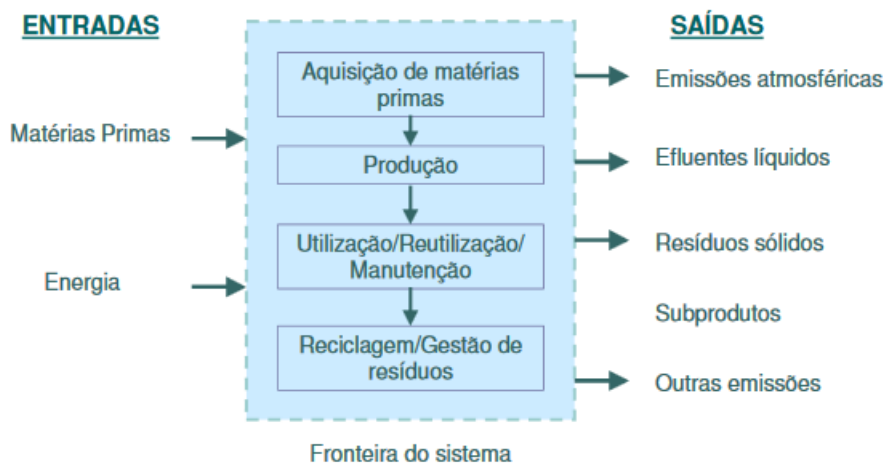 ENTRADAS
Matérias Primas
Energia
Aquisição de matérias
primas
Produção
Utilização/Reutilização/
Manutenção
Reciclagem/Gestão de
resíduos
Fronteira do sistema
SAÍDAS
Emissões atmosféricas
Efluentes líquidos
Resíduos sólidos
Subprodutos
Outras emissões